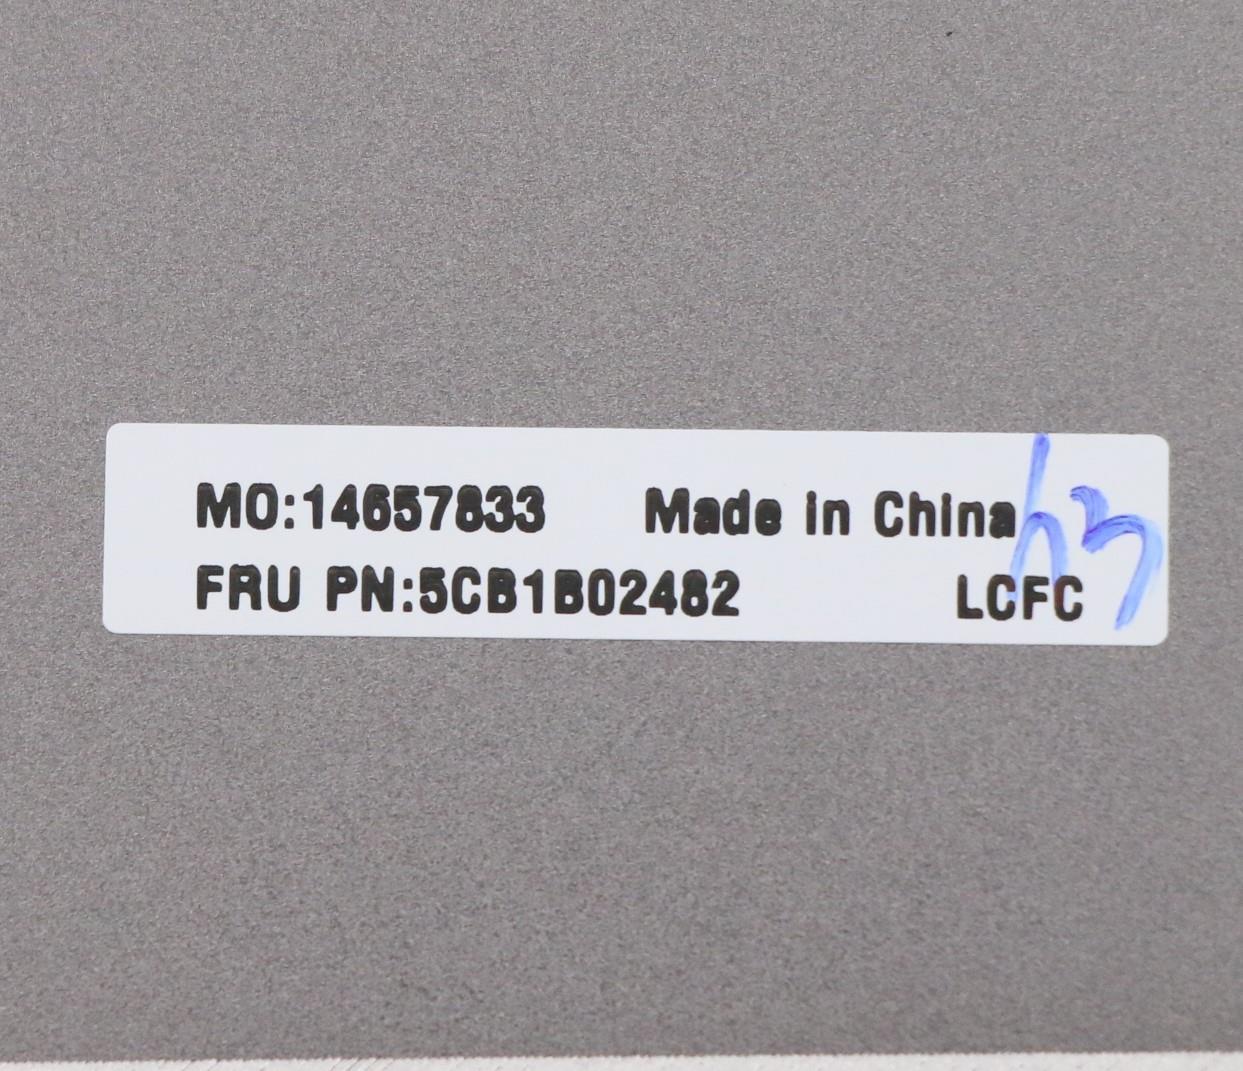 MO:14657833 Made in China
FRU PN:5CB1B02482 LCFC